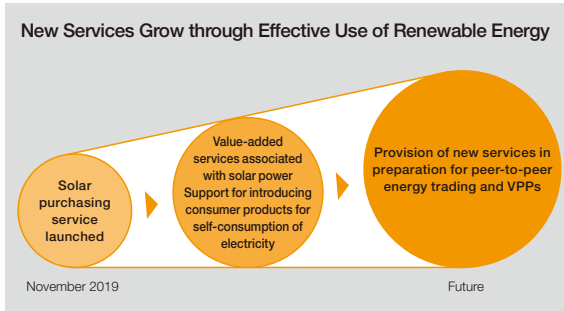 New Services Grow through Effective Use of Renewable Energy
Solar
purchasing
service
launched
Value-added
services associated
with solar power
Support for introducing
consumer products for
self-consumption of
electricity
Provision of new services in
preparation for peer-to-peer
energy trading and VPPs
November 2019
Future